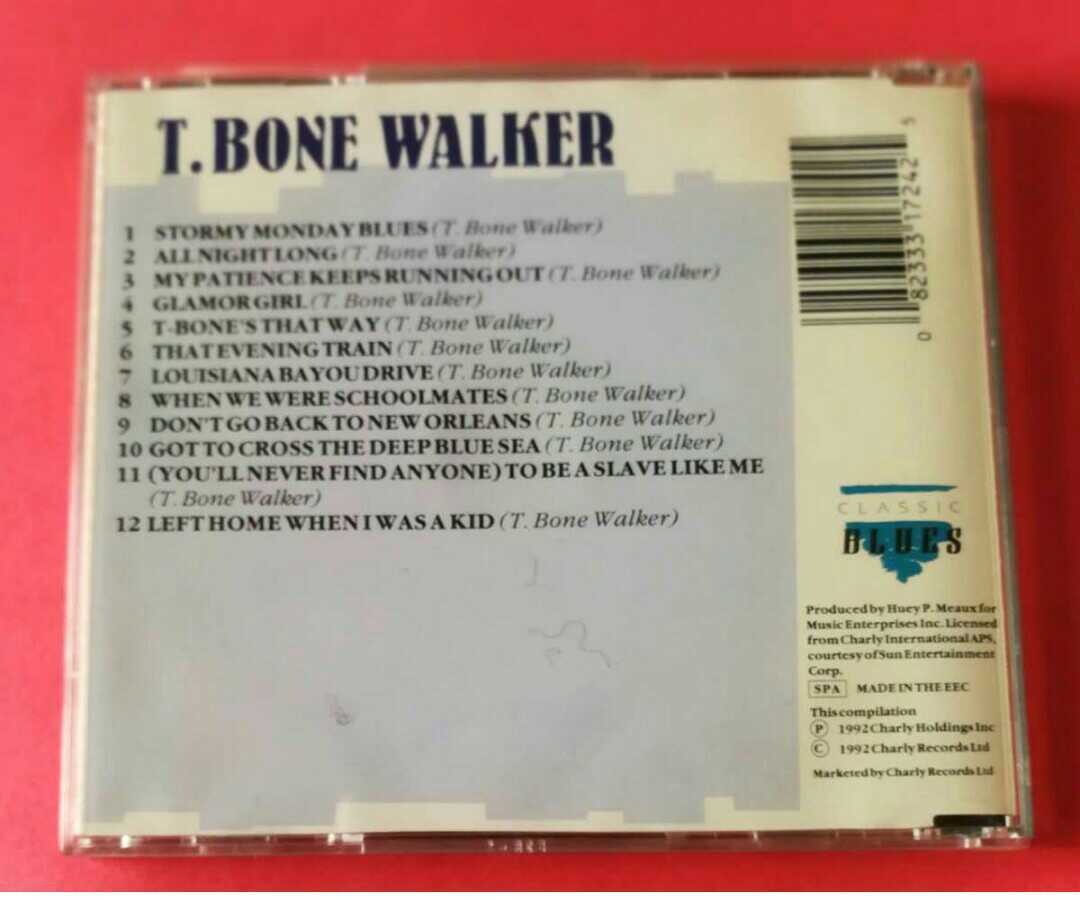 T. BONE WALKER
1 STORMY MONDAY BLUES (T. Bone Walker)
2 ALL NIGHT LONG (T. Bone Walker)
3 MY PATIENCE KEEPS RUNNING OUT (T. Bone Walker)
4 GLAMOR GIRL (T. Bone Walker)
5 T-BONE'S THAT WAY (T. Bone Walker)
6 THAT EVENING TRAIN (T. Bone Walker)
7 LOUISIANA BAYOU DRIVE (T. Bone Walker)
8 WHEN WE WERE SCHOOLMATES (T. Bone Walker)
9 DON'T GO BACK TO NEW ORLEANS (T. Bone Walker)
10 GOT TO CROSS THE DEEP BLUE SEA (T. Bone Walker)
11 (YOU'LL NEVER FIND ANYONE) TO BE A SLAVE LIKE ME
(T. Bone Walker)
12 LEFT HOME WHEN I WAS A KID (T. Bone Walker)
0 82333 17242 5
CLASSIC
BLUES
Produced by Huey P. Meaux for
Music Enterprises Inc. Licensed
from Charly International APS,
courtesy of Sun Entertainment
Corp.
SPA MADE IN THE EEC
This compilation
Ⓟ 1992 Charly Holdings Inc
© 1992 Charly Records Ltd
Marketed by Charly Records Ltd